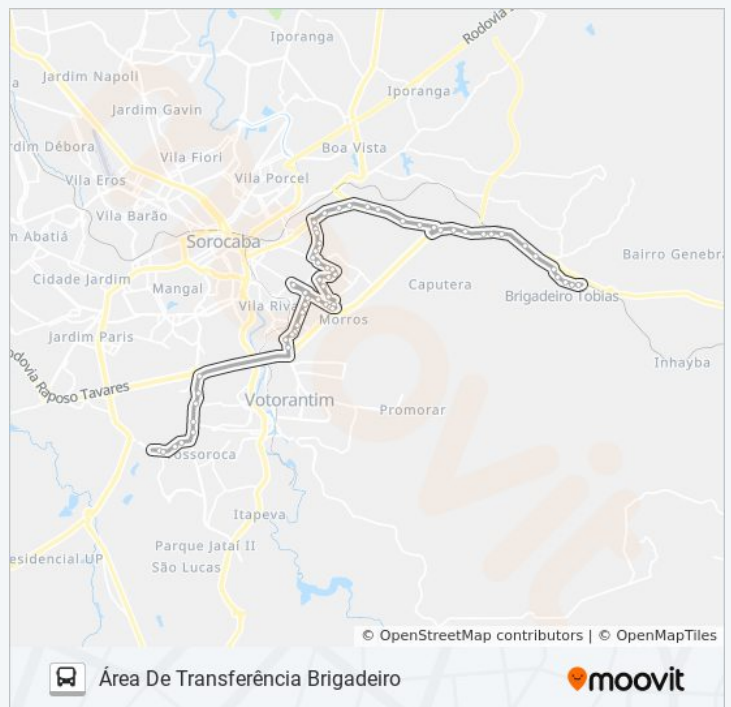 Iporanga
Rodovia
Jardim Napoli
Iporanga
Jardim Gavin
rdim Débora
Boa Vista
Vila Fiori
Vila Porcel
Vila Eros
Vila Barão
m Abatiá
Sorocaba
Bairro Genebra
Cidade Jardim
Mangal
Caputera
Brigadeiro Tobias
Vila Riva
Morros
Jardim Paris
Inhayba
Rodovia Raposo Tavares
Votorantim
Promorar
ossoroca
Itapeva
Parque Jataí II
esidencial UP
São Lucas
© OpenStreetMap contributors | © OpenMapTiles
Área De Transferência Brigadeiro
moovit